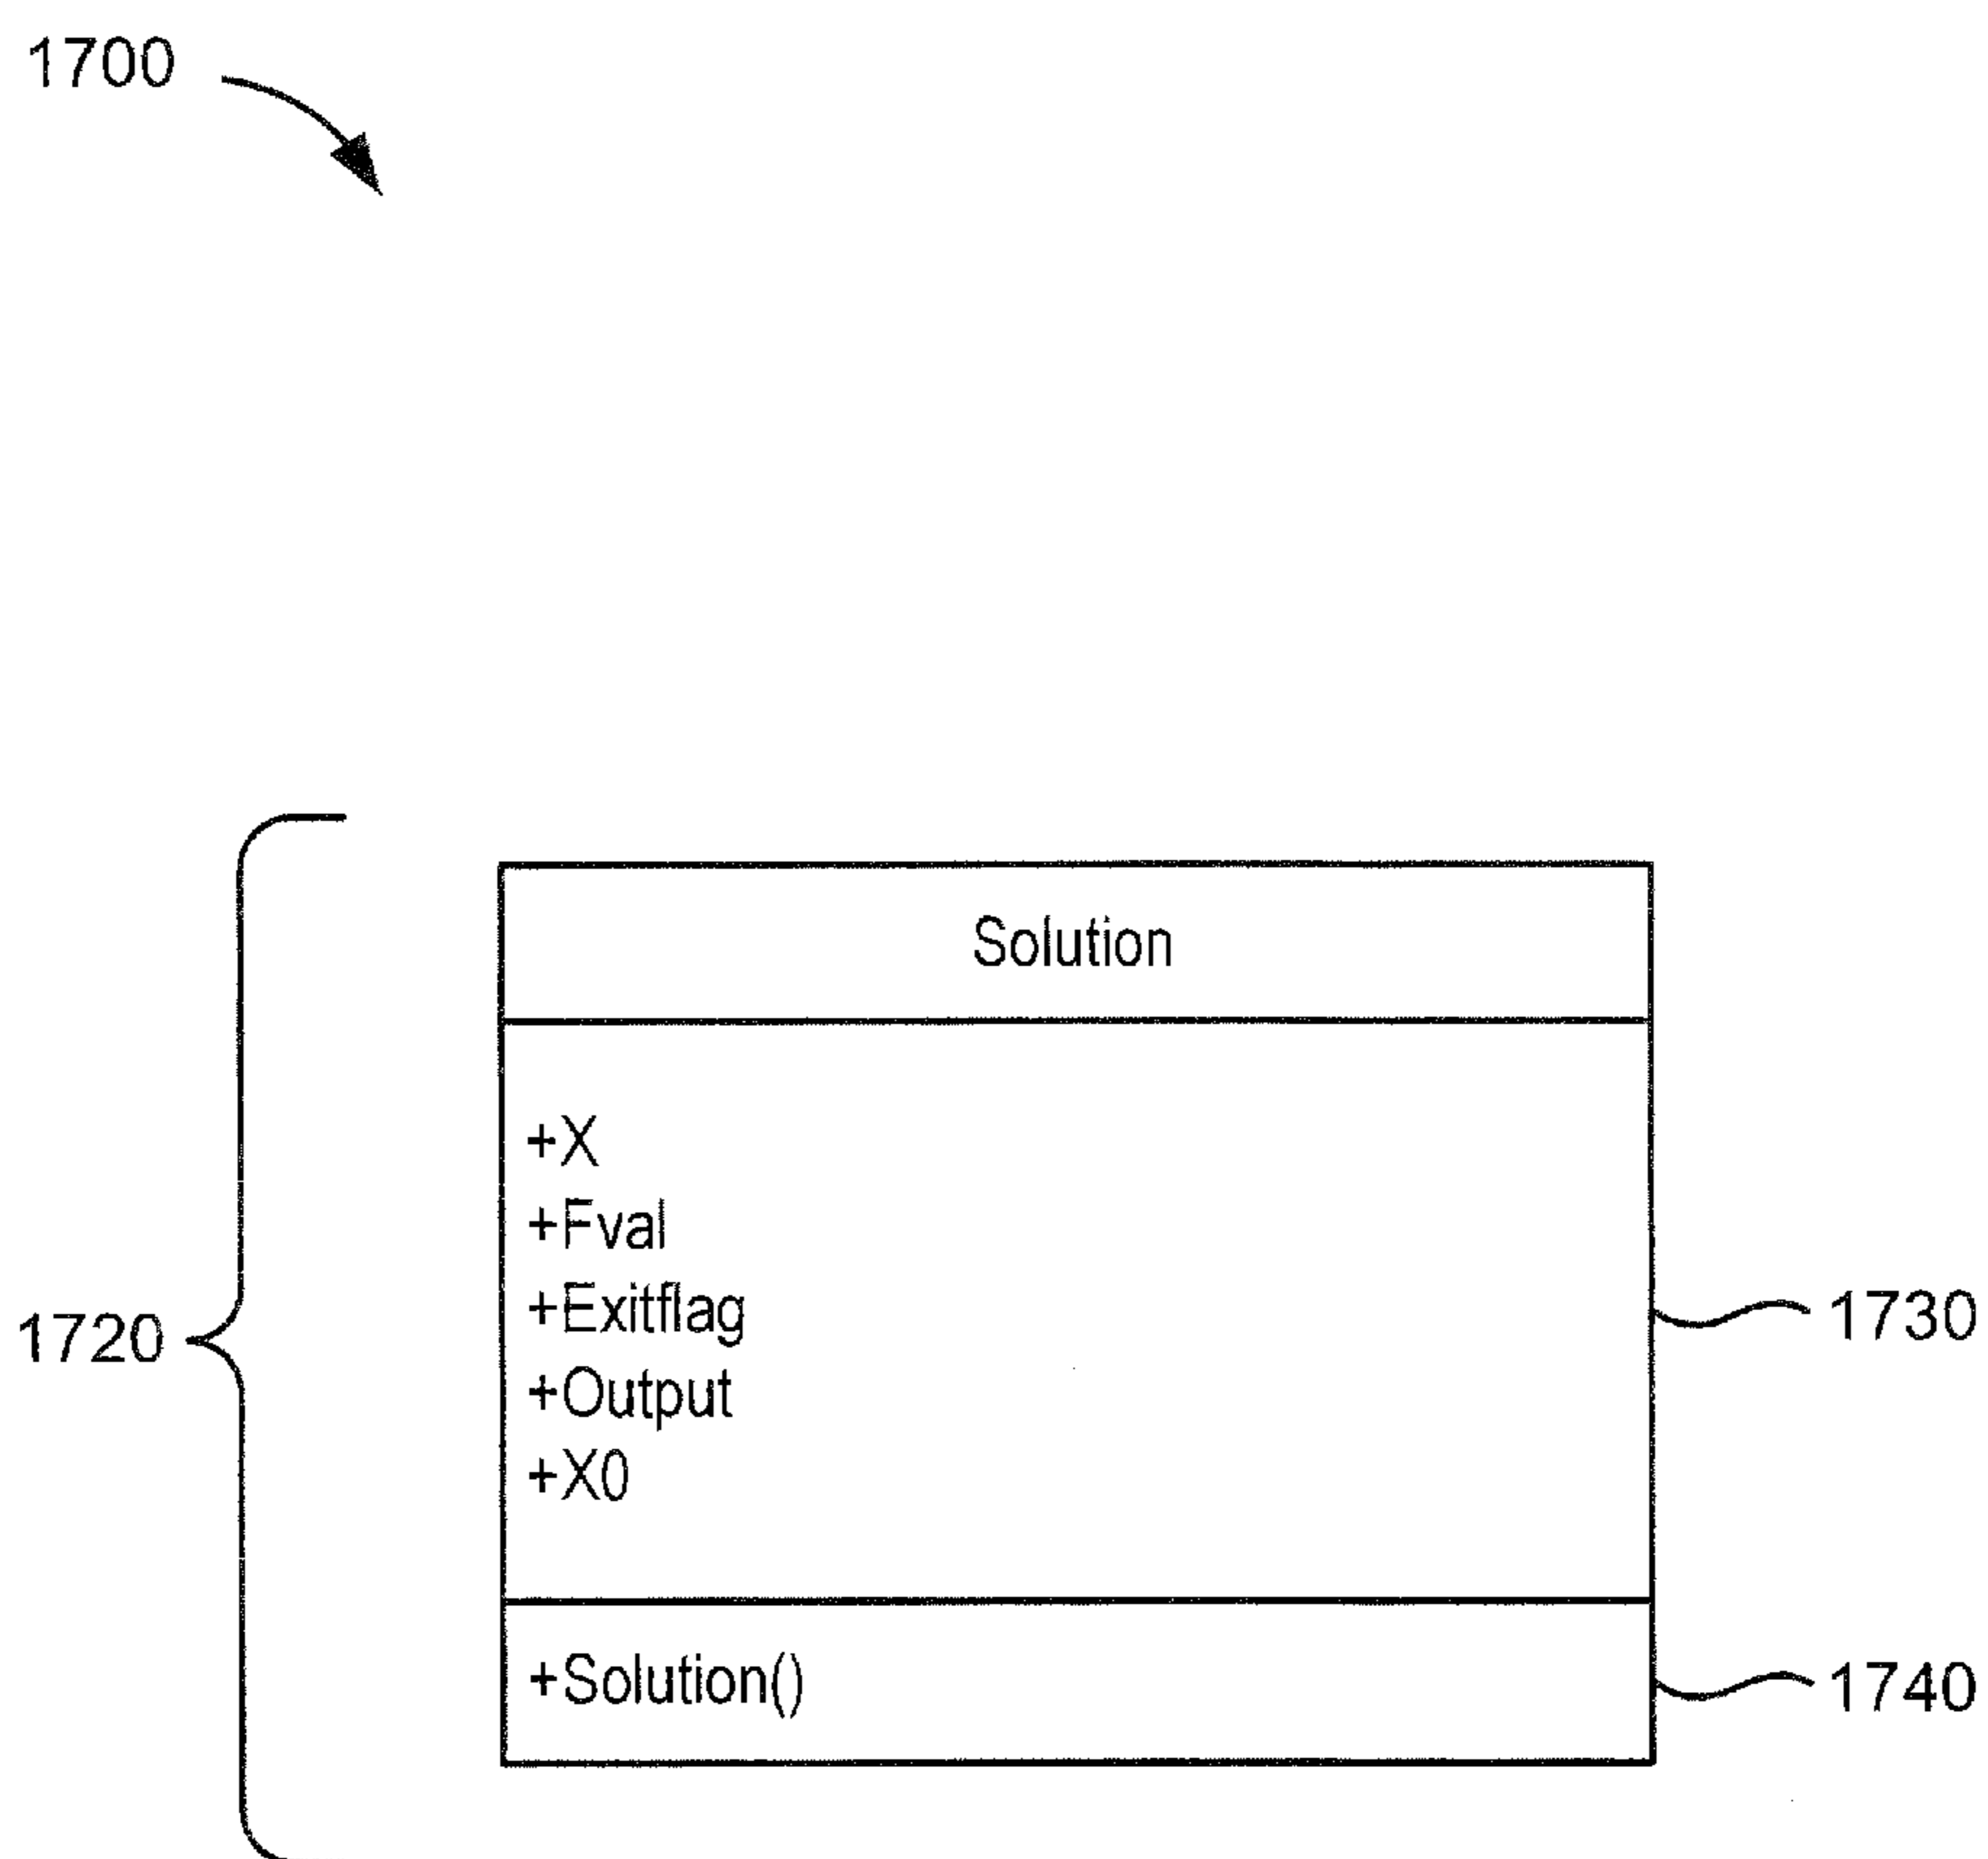 1700
Solution
+X
+Fval
+Exitflag
+Output
+X0
1720
1730
+Solution()
1740